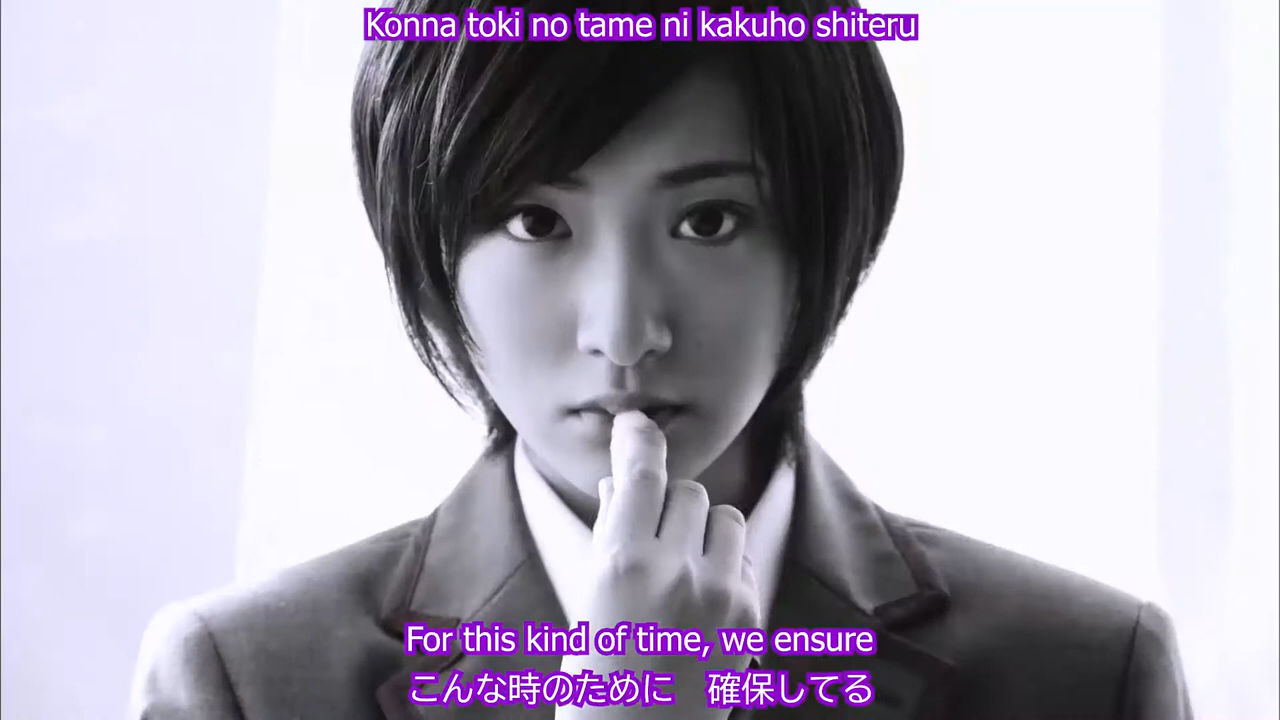 Konna toki no tame ni kakuho shiteru
For this kind of time, we ensure
こんな時のために　確保してる